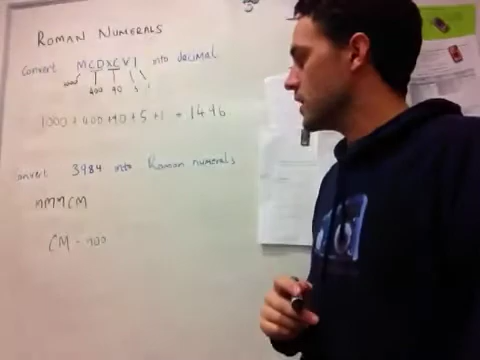 ROMAN NUMERALS
Convert MCDXCVI into decimal
1000 400 90 5 1
1000 + 400 + 90 + 5 + 1 = 1496
Convert 3984 into Roman numerals
MMMCM
CM - 900